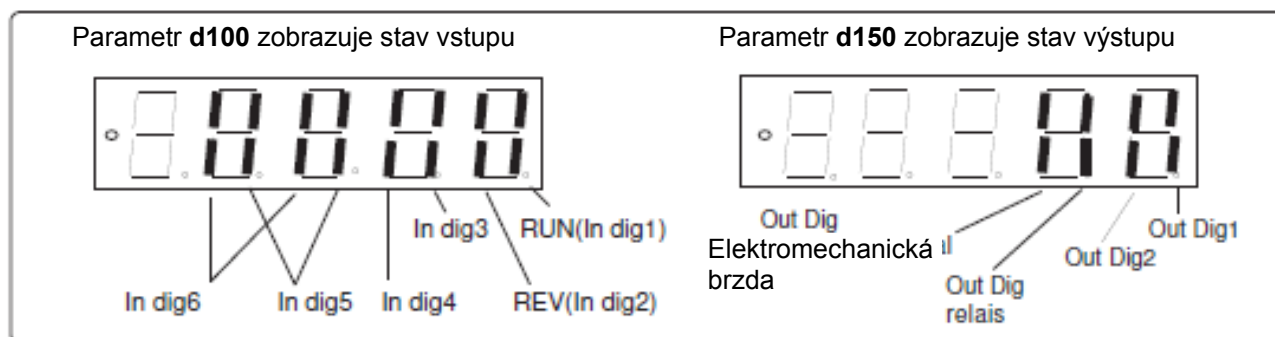 Parametr d100 zobrazuje stav vstupu
In dig3
RUN(In dig1)
In dig6
In dig5
In dig4
REV(In dig2)
Parametr d150 zobrazuje stav výstupu
Out Dig
Elektromechanická al
brzda
Out Dig
relais
Out Dig2
Out Dig1